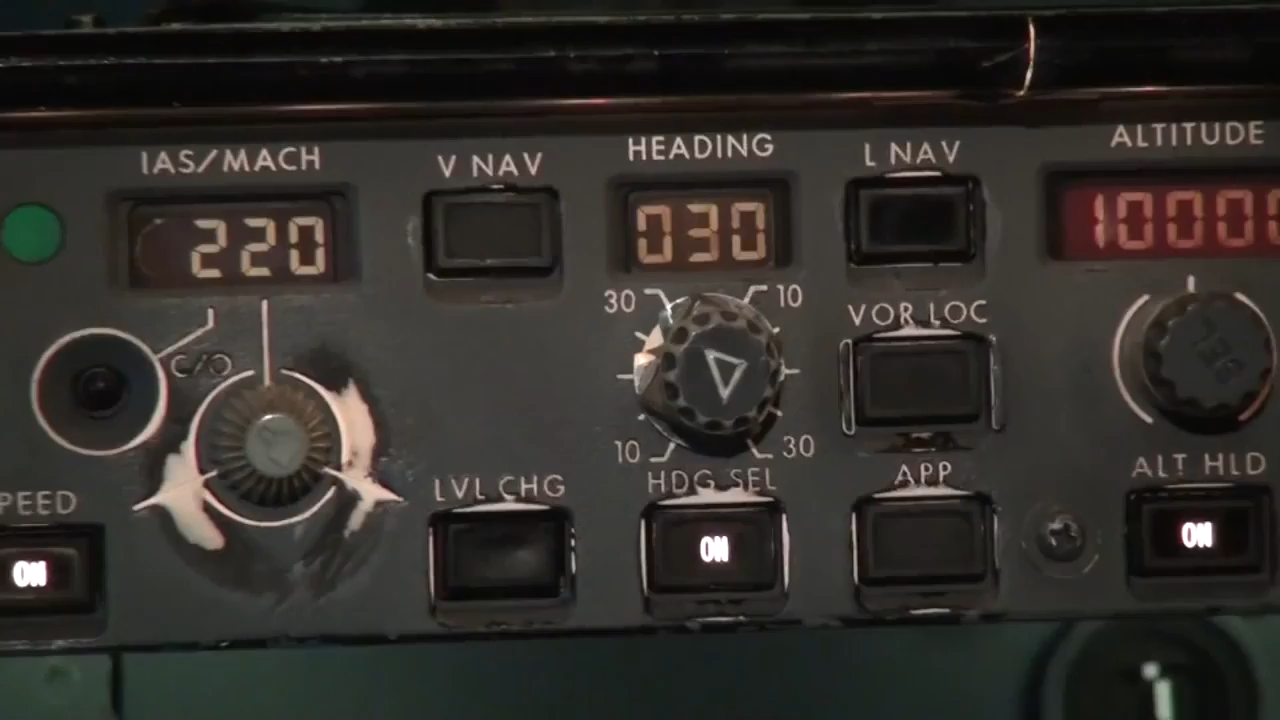 IAS/MACH
V NAV
HEADING
L NAV
ALTITUDE
220
030
10000
C/O
30
10
VOR LOC
10
30
PEED
LVL CHG
HDG SEL
APP
ALT HLD
ON
ON
ON